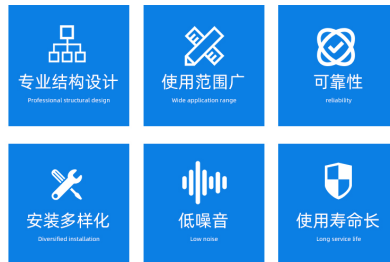 专业结构设计
Professional structural design
使用范围广
Wide application range
可靠性
reliability
安装多样化
Diversified installation
低噪音
Low noise
使用寿命长
Long service life